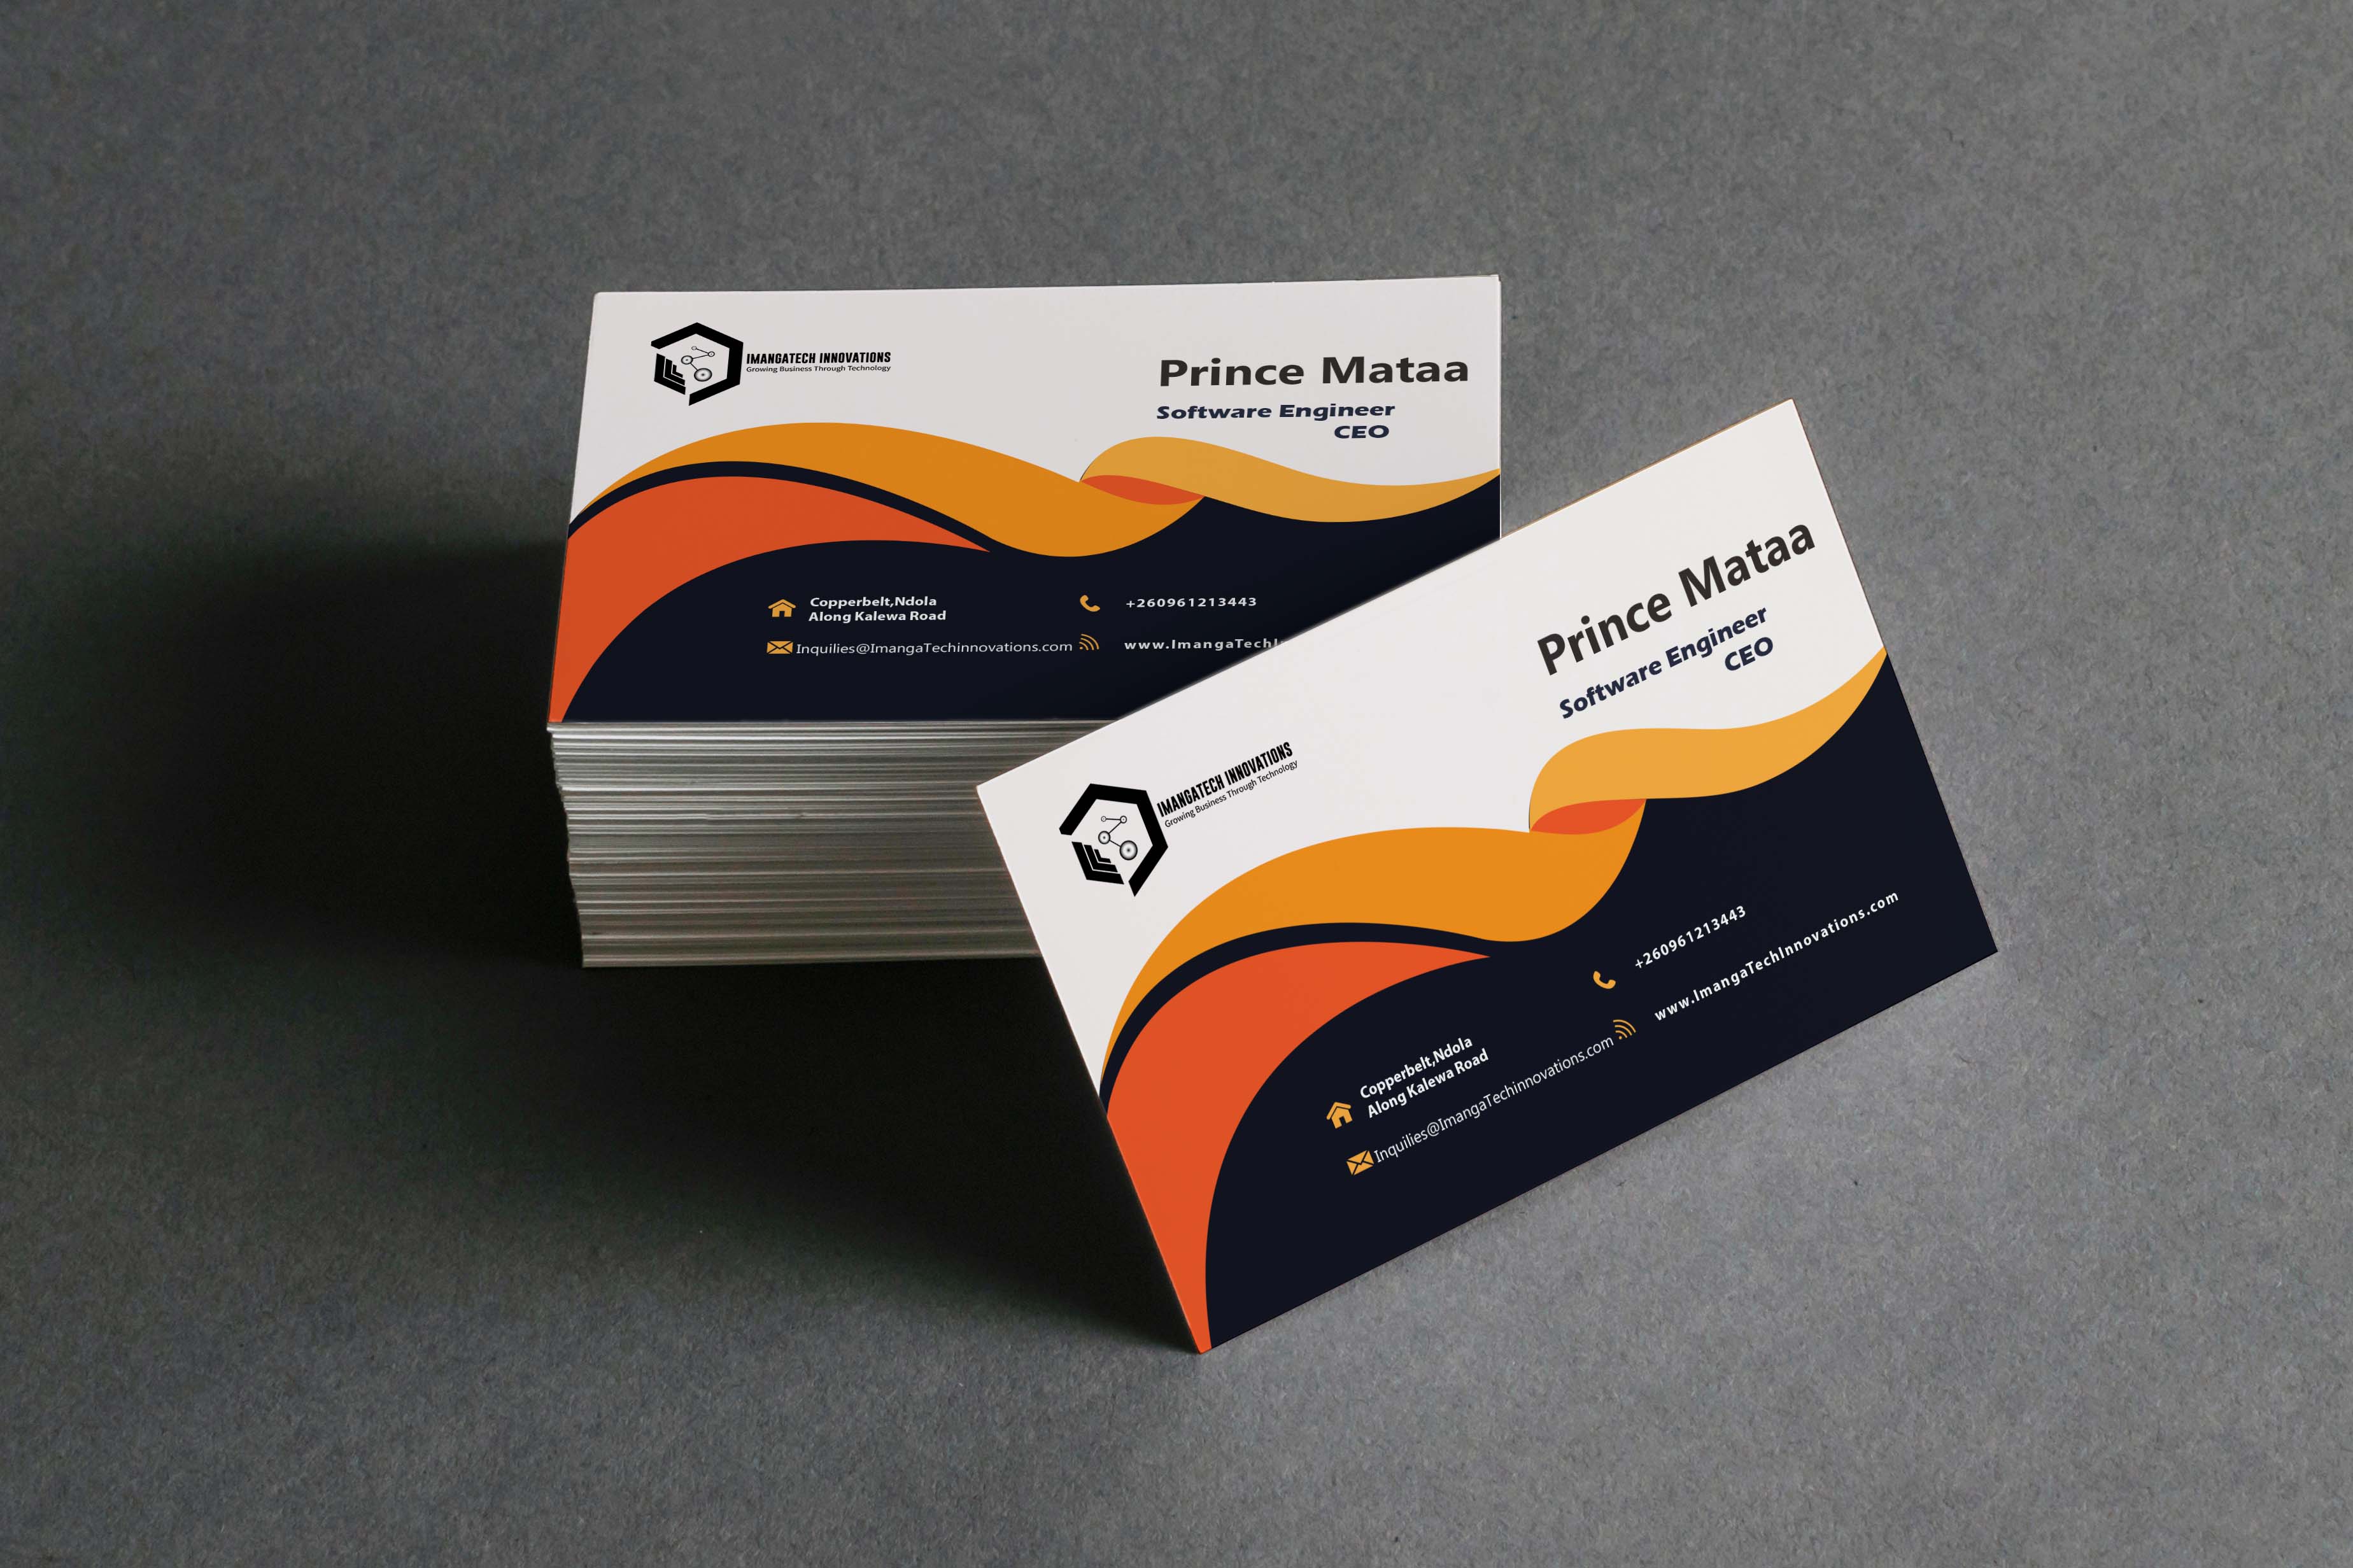 IMANGATECH INNOVATIONS
Growing Business Through Technology
Prince Mataa
Software Engineer
CEO
Copperbelt,Ndola
Along Kalewa Road
+260961213443
Inquilies@ImangaTechinnovations.com
www.ImangaTechI
Prince Mataa
Software Engineer
CEO
IMANGATECH INNOVATIONS
Growing Business Through Technology
+260961213443
www.ImangaTechInnovations.com
Copperbelt,Ndola
Along Kalewa Road
Inquilies@ImangaTechinnovations.com